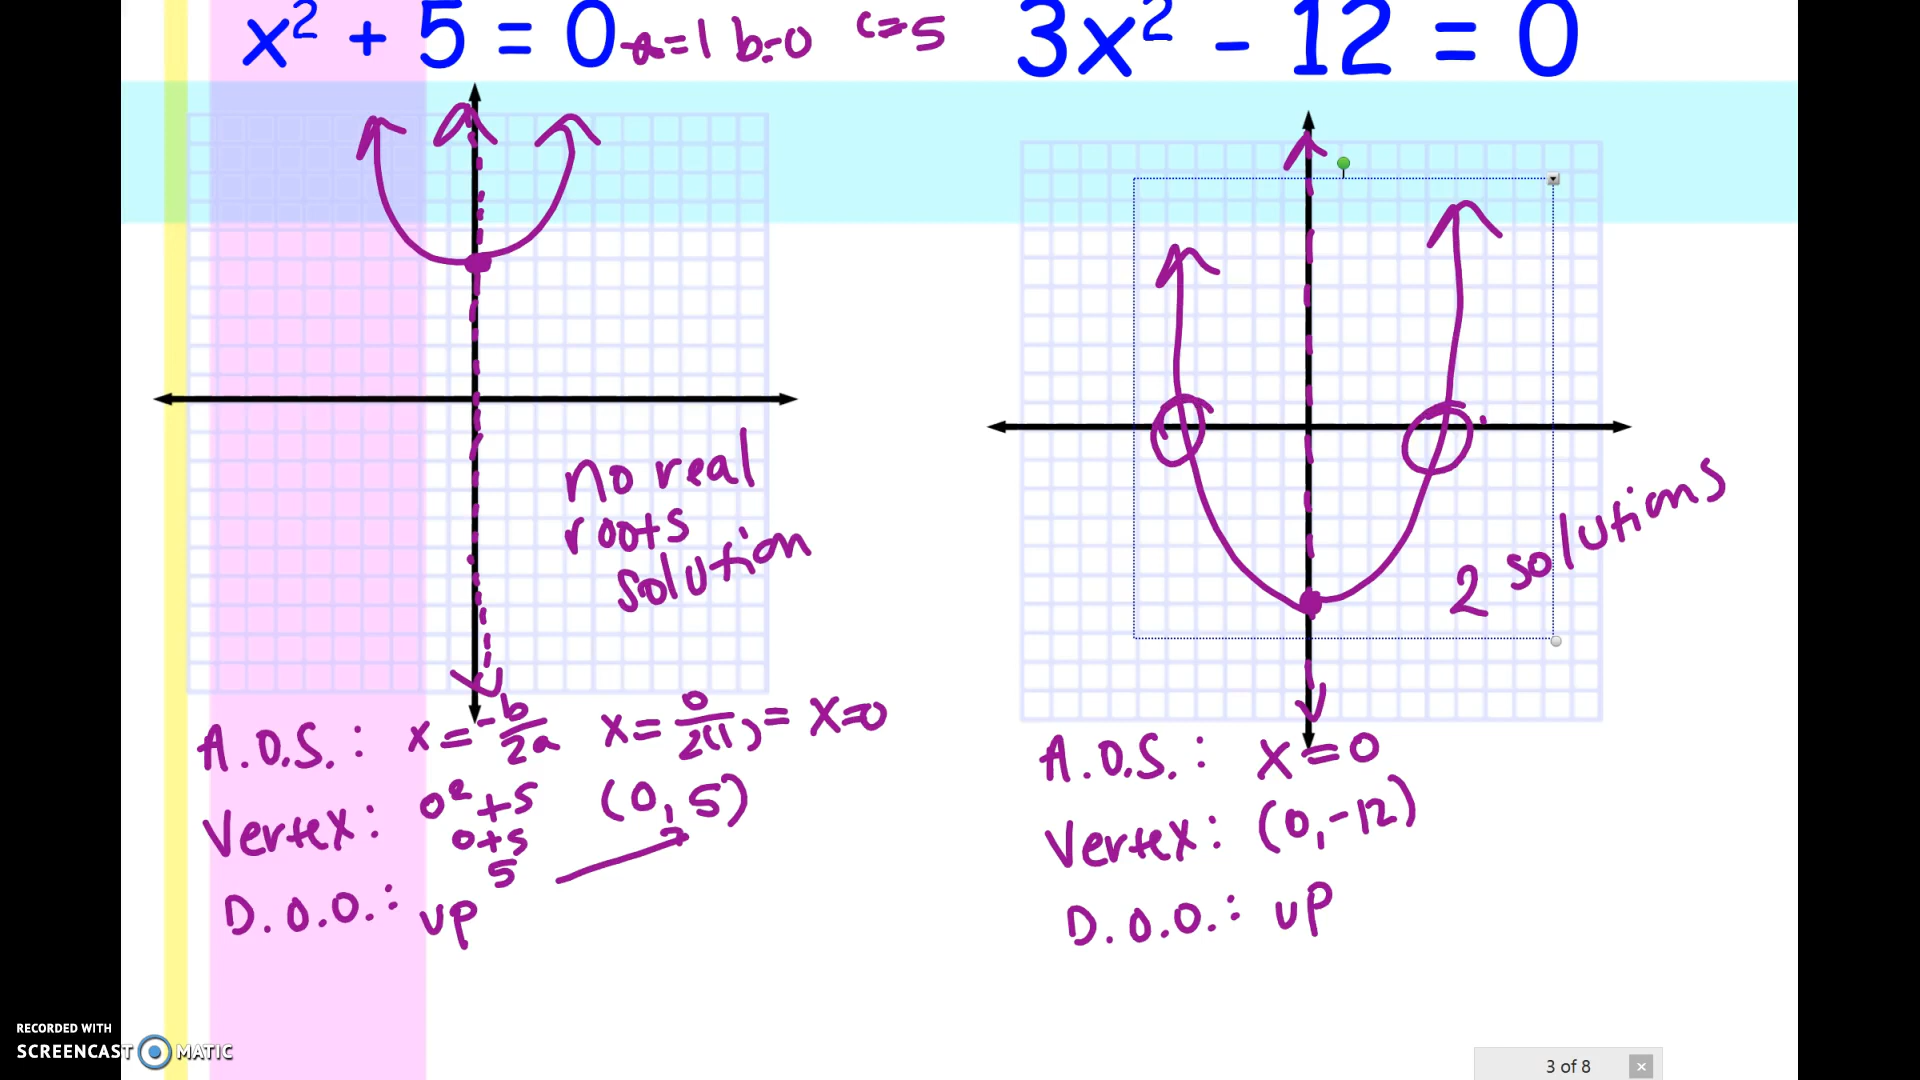 x² + 5 = 0 a=1 b=0 c=5
no real
roots
solution
A.O.S.: x = -b/2a x = 0/2(1) = x=0
Vertex: 0²+5 (0, 5)
0+5
5
D.O.O.: up
3x² - 12 = 0
2 solutions
A.O.S.: x=0
Vertex: (0, -12)
D.O.O.: up
RECORDED WITH
SCREENCAST MATIC
3 of 8